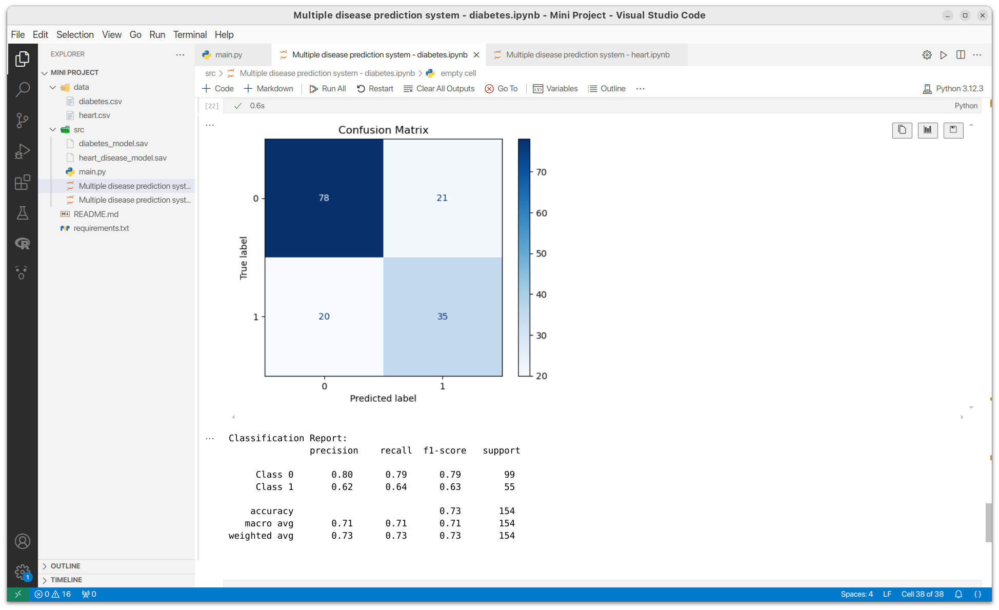 Multiple disease prediction system - diabetes.ipynb - Mini Project - Visual Studio Code
File Edit Selection View Go Run Terminal Help
EXPLORER
MINI PROJECT
data
diabetes.csv
heart.csv
src
diabetes_model.sav
heart_disease_model.sav
main.py
Multiple disease prediction syst...
Multiple disease prediction syst...
README.md
requirements.txt
OUTLINE
TIMELINE
1
main.py
Multiple disease prediction system - diabetes.ipynb
Multiple disease prediction system - heart.ipynb
src > Multiple disease prediction system - diabetes.ipynb > empty cell
+ Code + Markdown Run All Restart Clear All Outputs Go To Variables Outline ... Python 3.12.3
[22] 0.6s Python
Confusion Matrix
78 21
20 35
True label
0
1
0 1
Predicted label
70
60
50
40
30
20
Classification Report:
precision recall f1-score support
Class 0 0.80 0.79 0.79 99
Class 1 0.62 0.64 0.63 55
accuracy 0.73 154
macro avg 0.71 0.71 0.71 154
weighted avg 0.73 0.73 0.73 154
0 16 0 Spaces: 4 LF Cell 38 of 38 { }